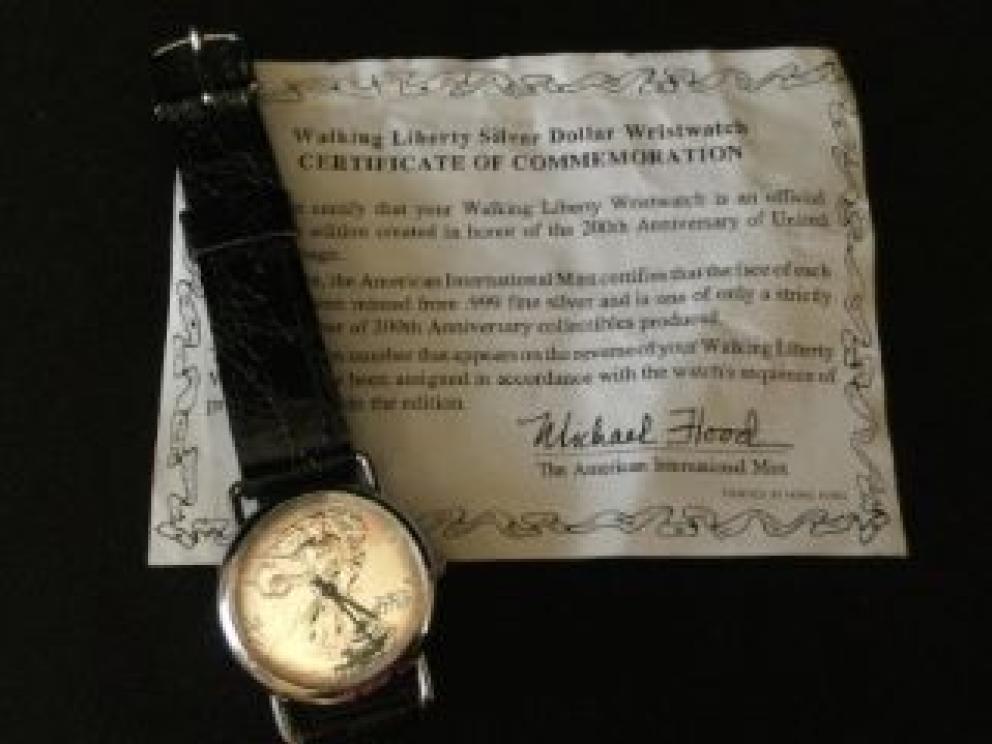 Walking Liberty Silver Dollar Wristwatch
CERTIFICATE OF COMMEMORATION
certify that your Walking Liberty Wristwatch is an official
edition created in honor of the 200th Anniversary of United
the American International Mint certifies that the face of each
minted from .999 fine silver and is one of only a strictly
of 200th Anniversary collectibles produced.
number that appears on the reverse of your Walking Liberty
been assigned in accordance with the watch's sequence of
the edition.
Michael Flood
The American International Mint
PRINTED IN HONG KONG